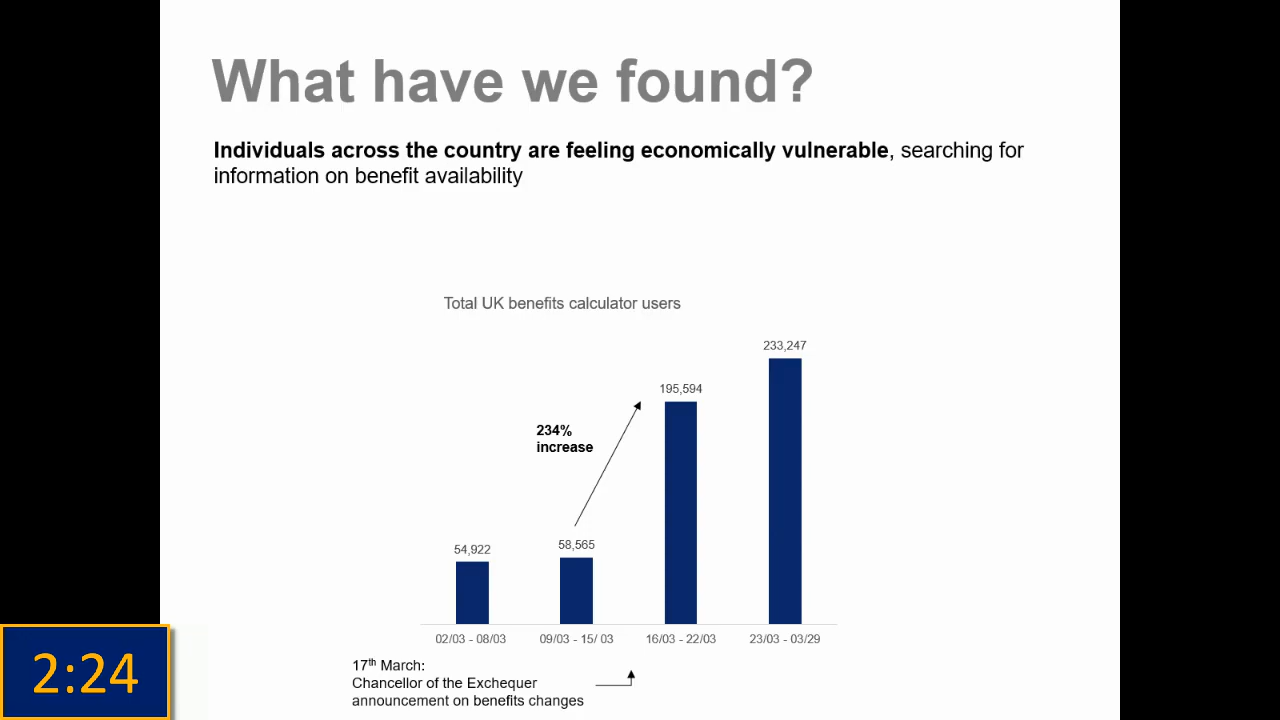 What have we found?
Individuals across the country are feeling economically vulnerable, searching for
information on benefit availability
Total UK benefits calculator users
233,247
195,594
234%
increase
54,922
58,565
02/03 - 08/03
09/03 - 15/ 03
16/03 - 22/03
23/03 - 03/29
17th March:
Chancellor of the Exchequer
announcement on benefits changes
2:24